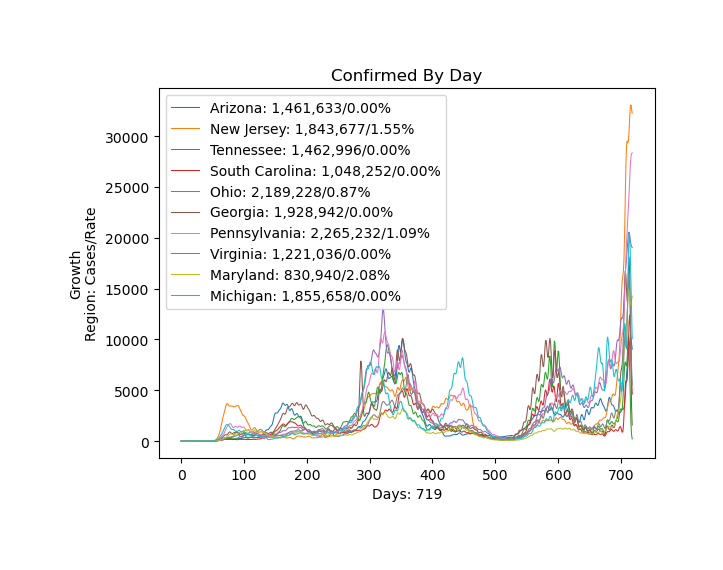 Confirmed By Day
Arizona: 1,461,633/0.00%
New Jersey: 1,843,677/1.55%
Tennessee: 1,462,996/0.00%
South Carolina: 1,048,252/0.00%
Ohio: 2,189,228/0.87%
Georgia: 1,928,942/0.00%
Pennsylvania: 2,265,232/1.09%
Virginia: 1,221,036/0.00%
Maryland: 830,940/2.08%
Michigan: 1,855,658/0.00%
Growth
Region: Cases/Rate
30000
25000
20000
15000
10000
5000
0
0 100 200 300 400 500 600 700
Days: 719